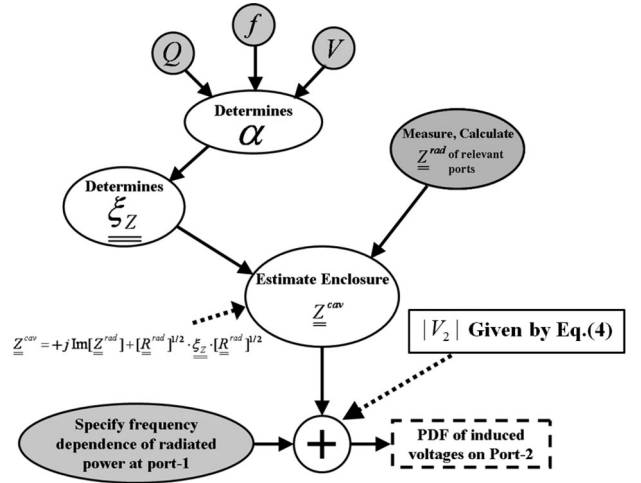 f
Q
V
Determines
α
Measure, Calculate
Z^rad of relevant
ports
Determines
ξ_Z
Estimate Enclosure
Z^cav
|V_2| Given by Eq.(4)
Z^cav = +j Im[Z^rad]+[R^rad]^1/2 · ξ_Z · [R^rad]^1/2
Specify frequency
dependence of radiated
power at port-1
+
PDF of induced
voltages on Port-2